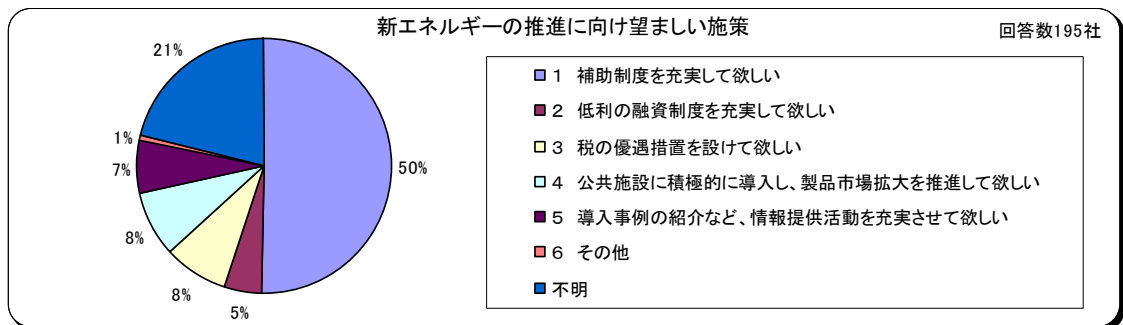 新エネルギーの推進に向け望ましい施策
回答数195社
21%
1%
7%
8%
8%
5%
50%
1 補助制度を充実して欲しい
2 低利の融資制度を充実して欲しい
3 税の優遇措置を設けて欲しい
4 公共施設に積極的に導入し、製品市場拡大を推進して欲しい
5 導入事例の紹介など、情報提供活動を充実させて欲しい
6 その他
不明